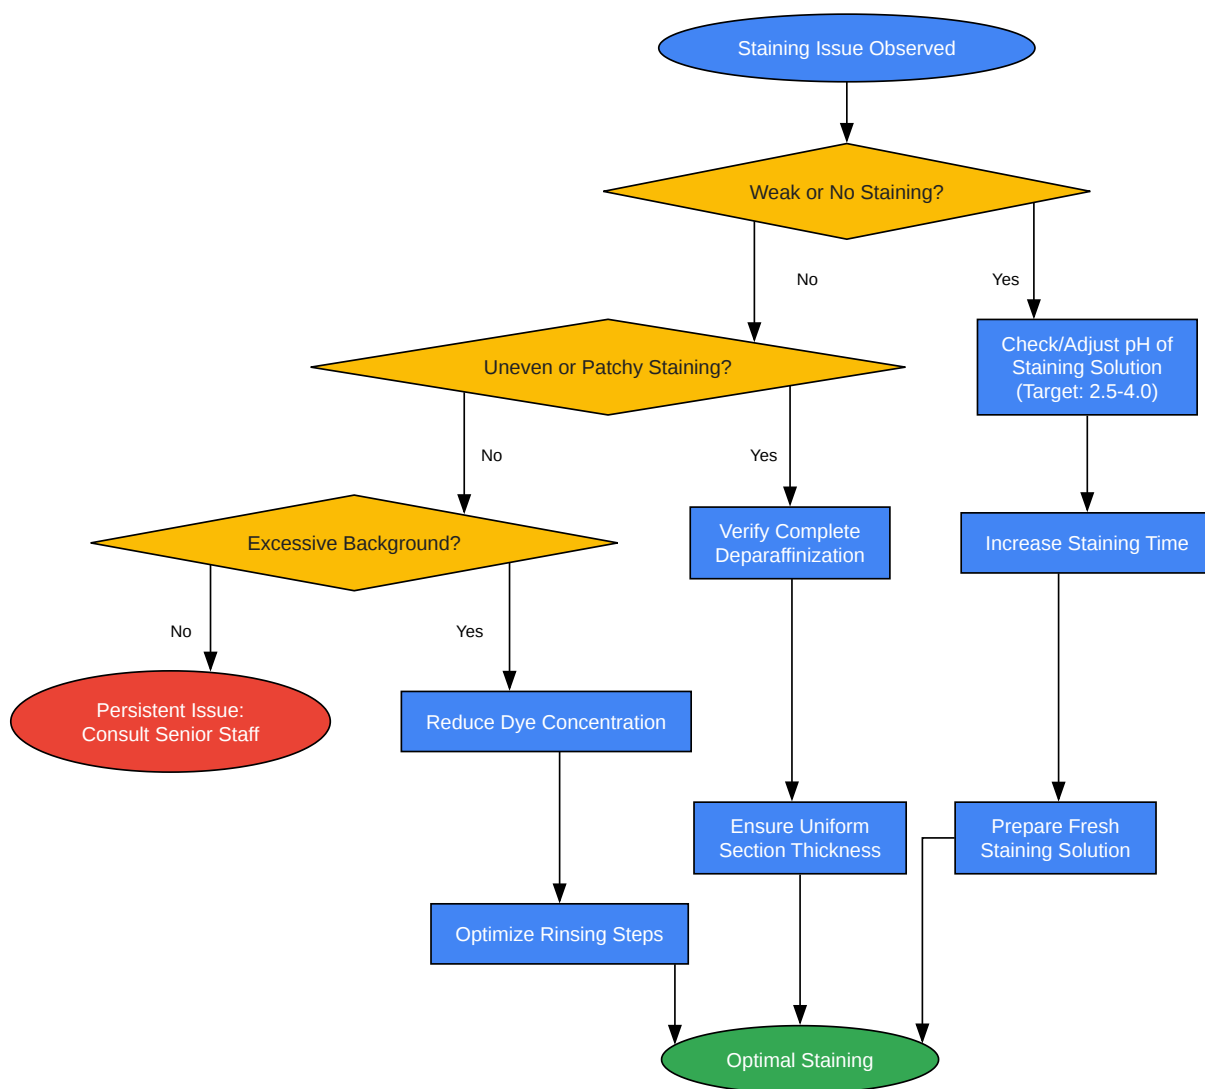 Staining Issue Observed
Weak or No Staining?
No
Yes
Check/Adjust pH of
Staining Solution
(Target: 2.5-4.0)
Uneven or Patchy Staining?
No
Yes
Verify Complete
Deparaffinization
Increase Staining Time
Excessive Background?
No
Yes
Persistent Issue:
Consult Senior Staff
Reduce Dye Concentration
Ensure Uniform
Section Thickness
Prepare Fresh
Staining Solution
Optimize Rinsing Steps
Optimal Staining